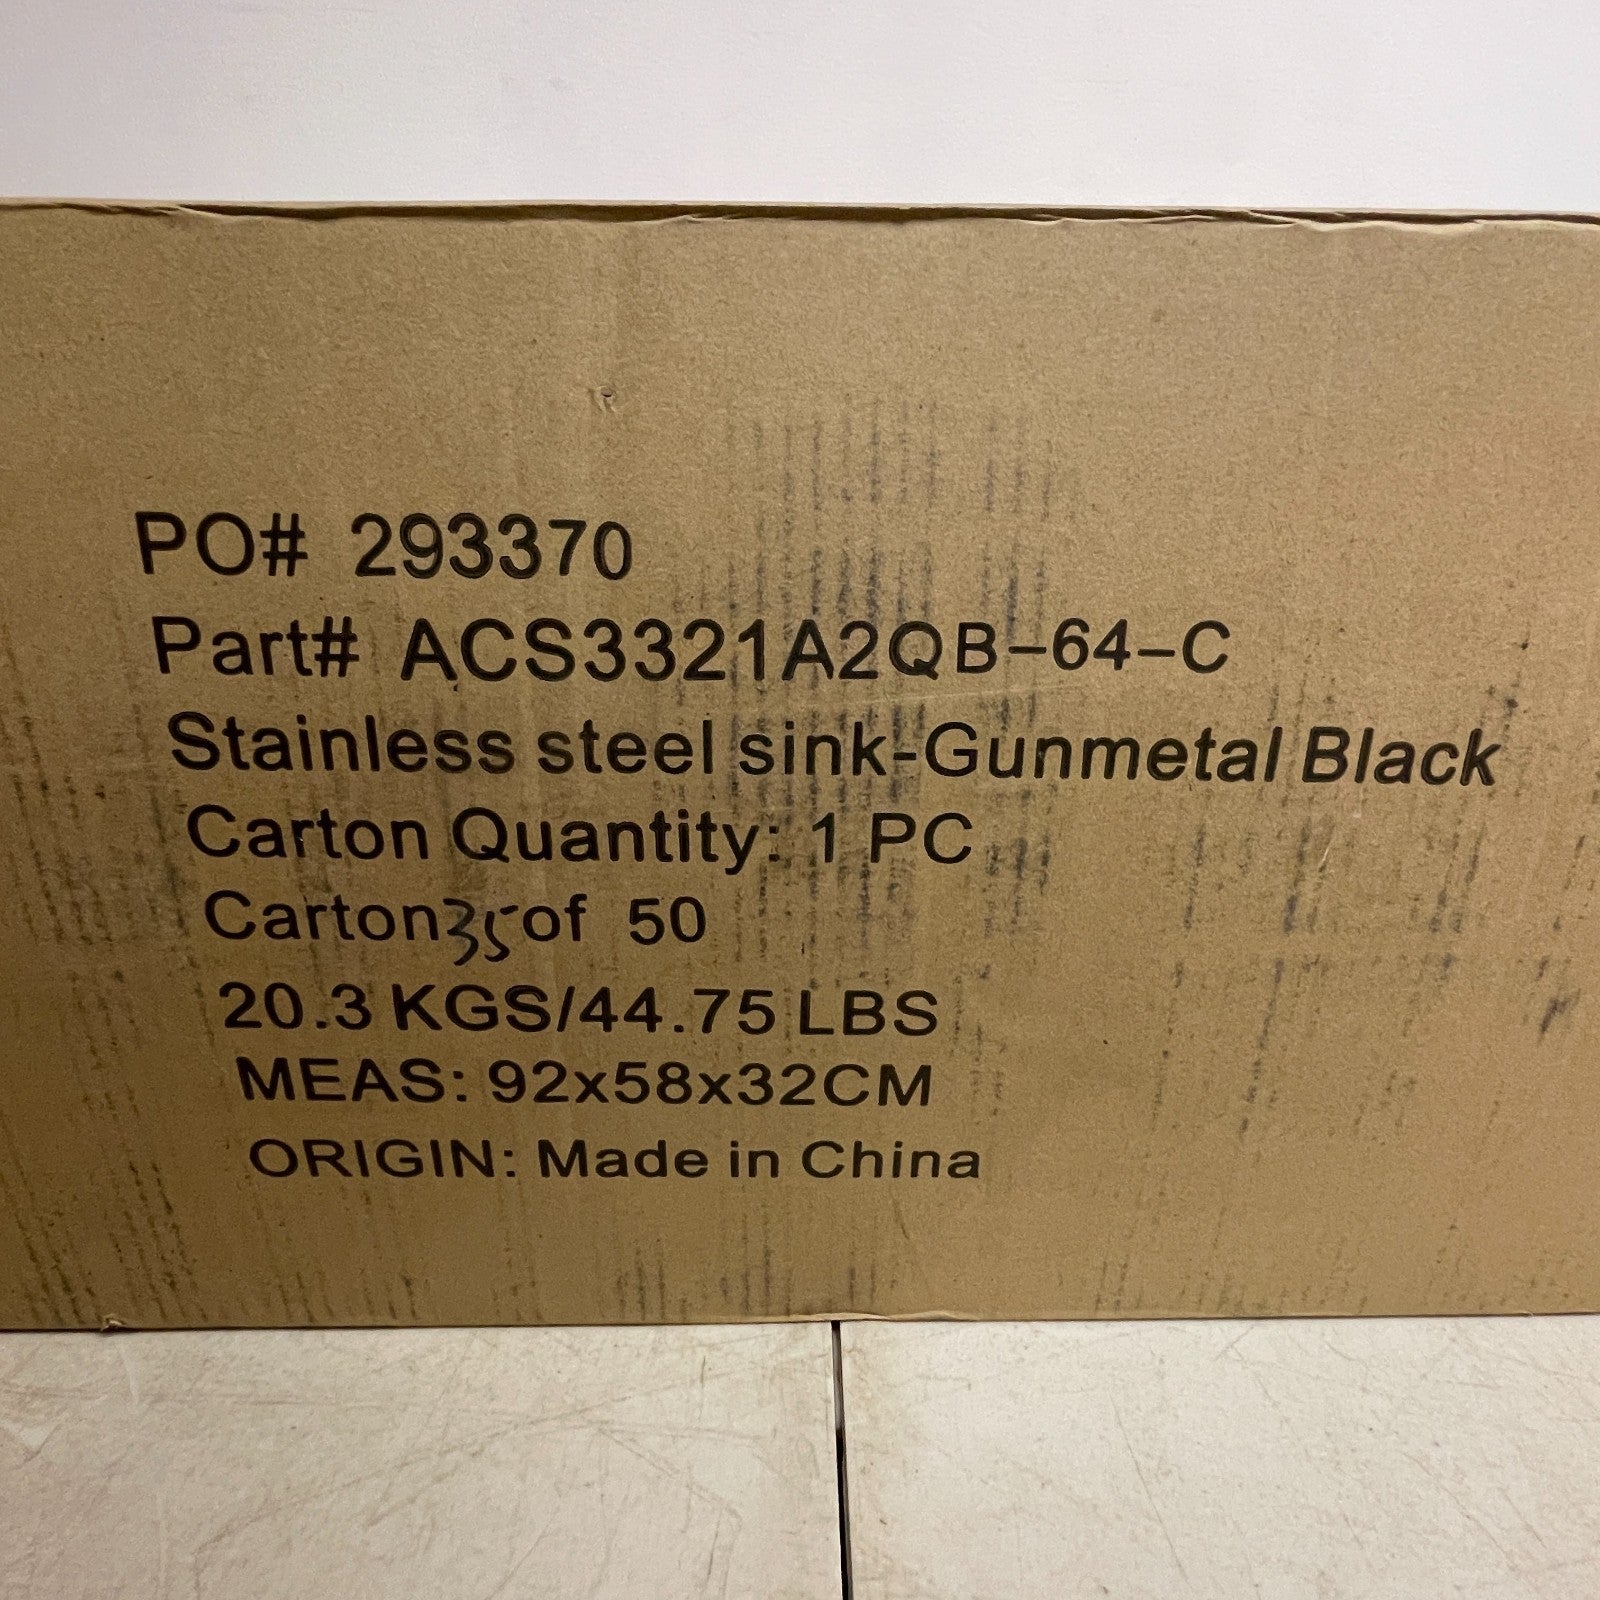 PO# 293370
Part# ACS3321A2QB-64-C
Stainless steel sink-Gunmetal Black
Carton Quantity: 1 PC
Carton 35 of 50
20.3 KGS/44.75 LBS
MEAS: 92x58x32CM
ORIGIN: Made in China